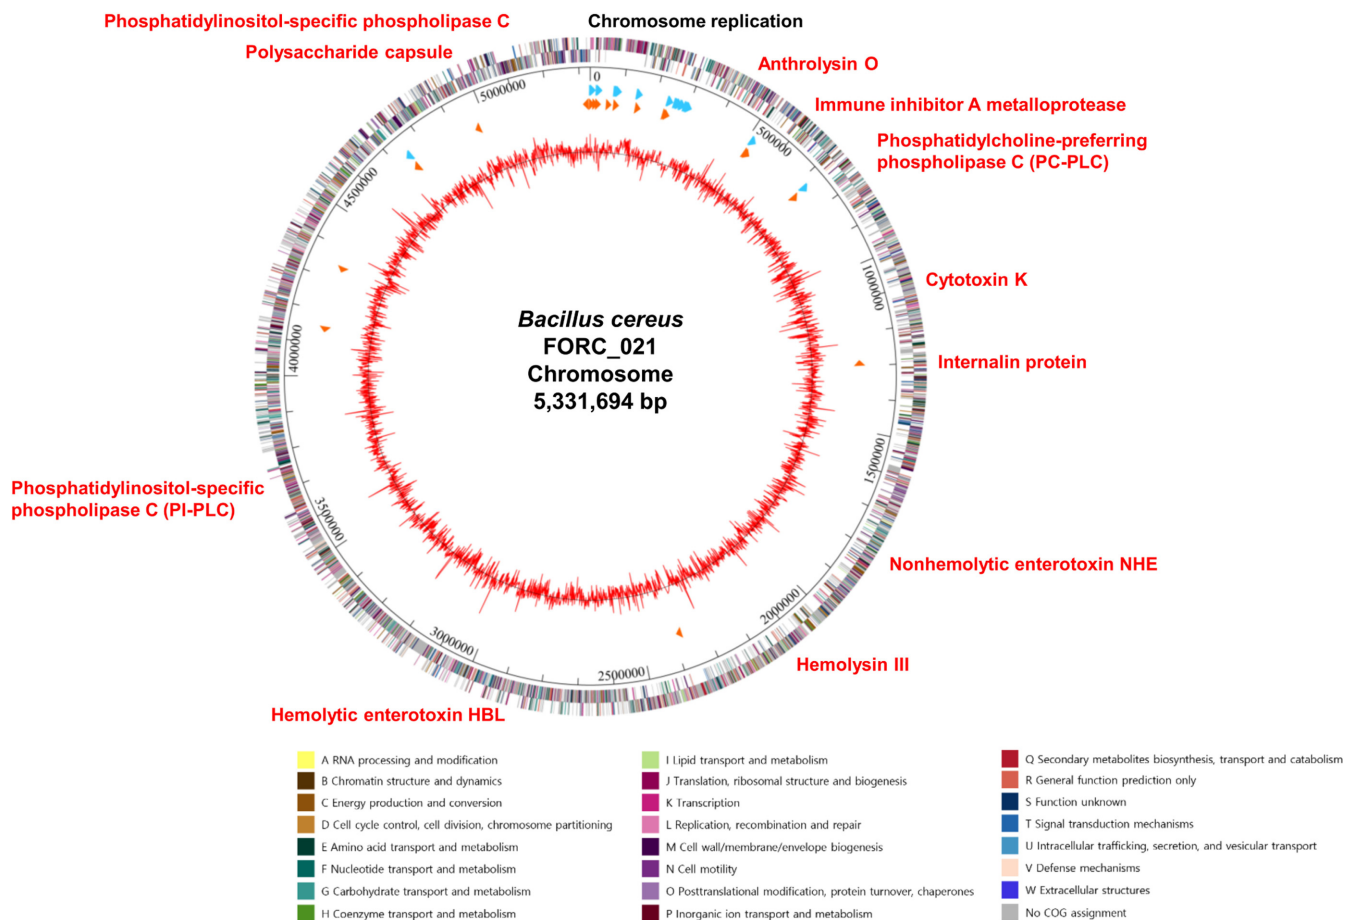 Phosphatidylinositol-specific phospholipase C
Chromosome replication
Polysaccharide capsule
Anthrolysin O
Immune inhibitor A metalloprotease
Phosphatidylcholine-preferring
phospholipase C (PC-PLC)
Cytotoxin K
Internalin protein
Nonhemolytic enterotoxin NHE
Hemolysin III
Hemolytic enterotoxin HBL
Phosphatidylinositol-specific
phospholipase C (PI-PLC)
0
500000
1000000
1500000
2000000
2500000
3000000
3500000
4000000
4500000
5000000
Bacillus cereus
FORC_021
Chromosome
5,331,694 bp
A RNA processing and modification
B Chromatin structure and dynamics
C Energy production and conversion
D Cell cycle control, cell division, chromosome partitioning
E Amino acid transport and metabolism
F Nucleotide transport and metabolism
G Carbohydrate transport and metabolism
H Coenzyme transport and metabolism
I Lipid transport and metabolism
J Translation, ribosomal structure and biogenesis
K Transcription
L Replication, recombination and repair
M Cell wall/membrane/envelope biogenesis
N Cell motility
O Posttranslational modification, protein turnover, chaperones
P Inorganic ion transport and metabolism
Q Secondary metabolites biosynthesis, transport and catabolism
R General function prediction only
S Function unknown
T Signal transduction mechanisms
U Intracellular trafficking, secretion, and vesicular transport
V Defense mechanisms
W Extracellular structures
No COG assignment